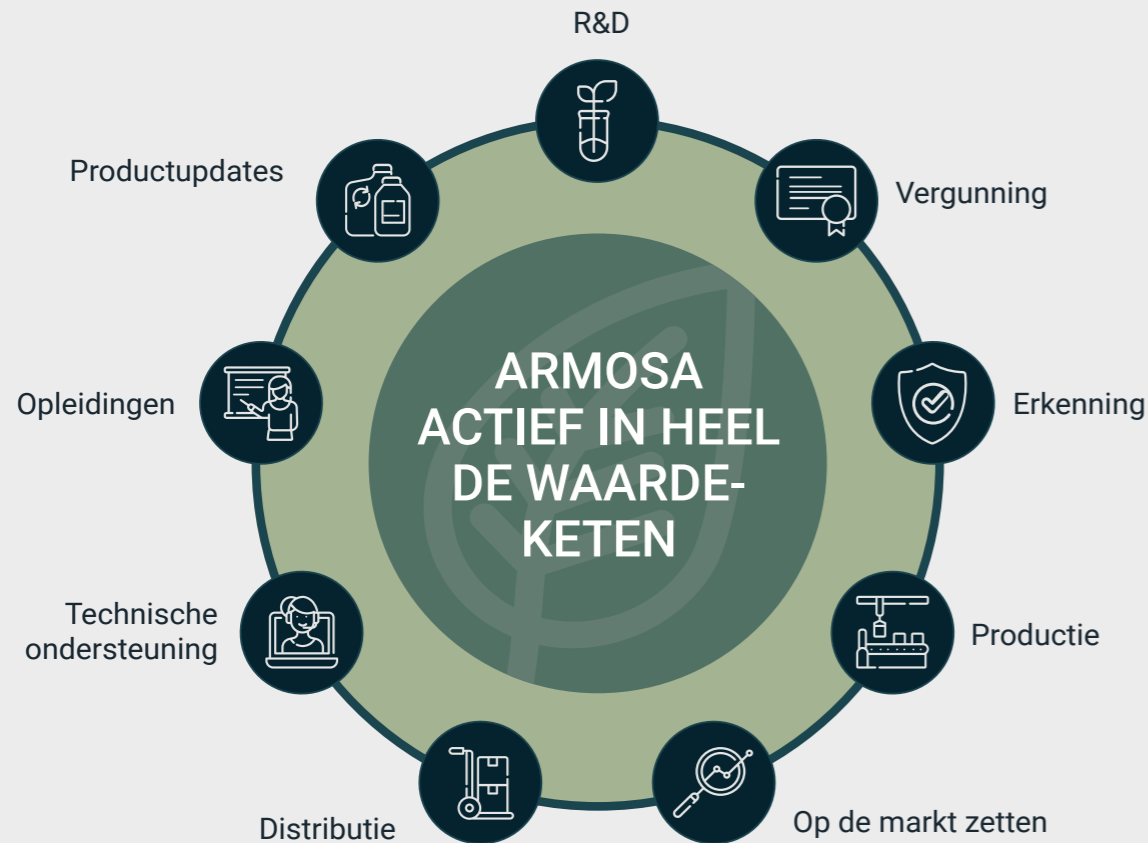 R&D
Productupdates
Vergunning
ARMOSA
ACTIEF IN HEEL
DE WAARDE-
KETEN
Opleidingen
Erkenning
Technische
ondersteuning
Productie
Distributie
Op de markt zetten